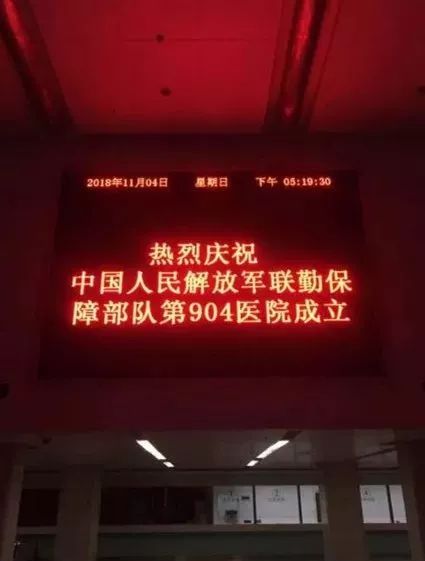 2018年11月04日 星期日 下午 05:19:30
热烈庆祝
中国人民解放军联勤保
障部队第904医院成立